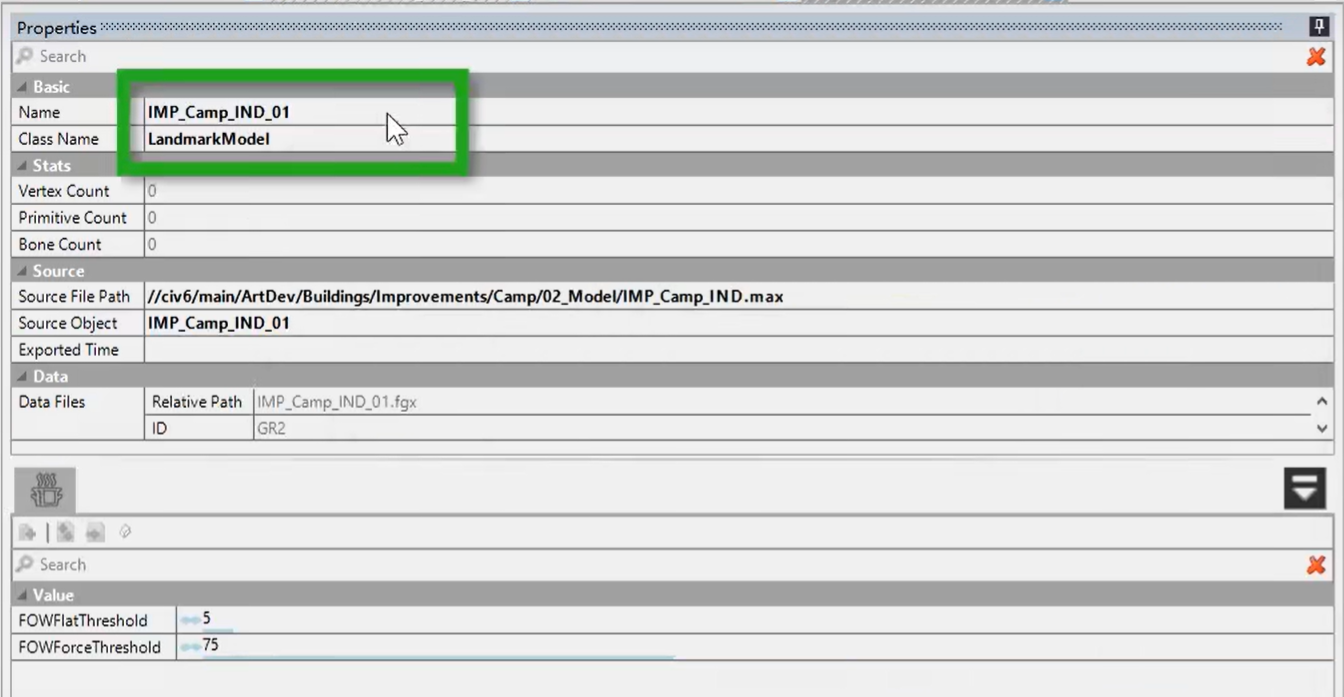 Properties
Search
Basic
Name IMP_Camp_IND_01
Class Name LandmarkModel
Stats
Vertex Count 0
Primitive Count 0
Bone Count 0
Source
Source File Path //civ6/main/ArtDev/Buildings/Improvements/Camp/02_Model/IMP_Camp_IND.max
Source Object IMP_Camp_IND_01
Exported Time
Data
Data Files Relative Path IMP_Camp_IND_01.fgx
ID GR2
Search
Value
FOWFlatThreshold 5
FOWForceThreshold 75